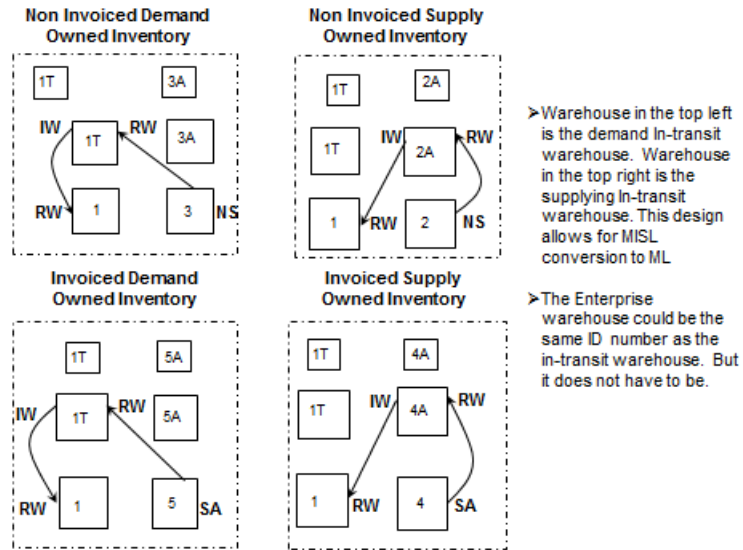 Non Invoiced Demand
Owned Inventory
1T
3A
IW
1T
RW
3A
RW
1
3
NS
Non Invoiced Supply
Owned Inventory
1T
2A
1T
IW
2A
RW
1
RW
2
NS
➤Warehouse in the top left
is the demand In-transit
warehouse. Warehouse
in the top right is the
supplying In-transit
warehouse. This design
allows for MISL
conversion to ML
➤The Enterprise
warehouse could be the
same ID number as the
in-transit warehouse. But
it does not have to be.
Invoiced Demand
Owned Inventory
1T
5A
IW
1T
RW
5A
RW
1
5
SA
Invoiced Supply
Owned Inventory
1T
4A
1T
IW
4A
RW
1
RW
4
SA